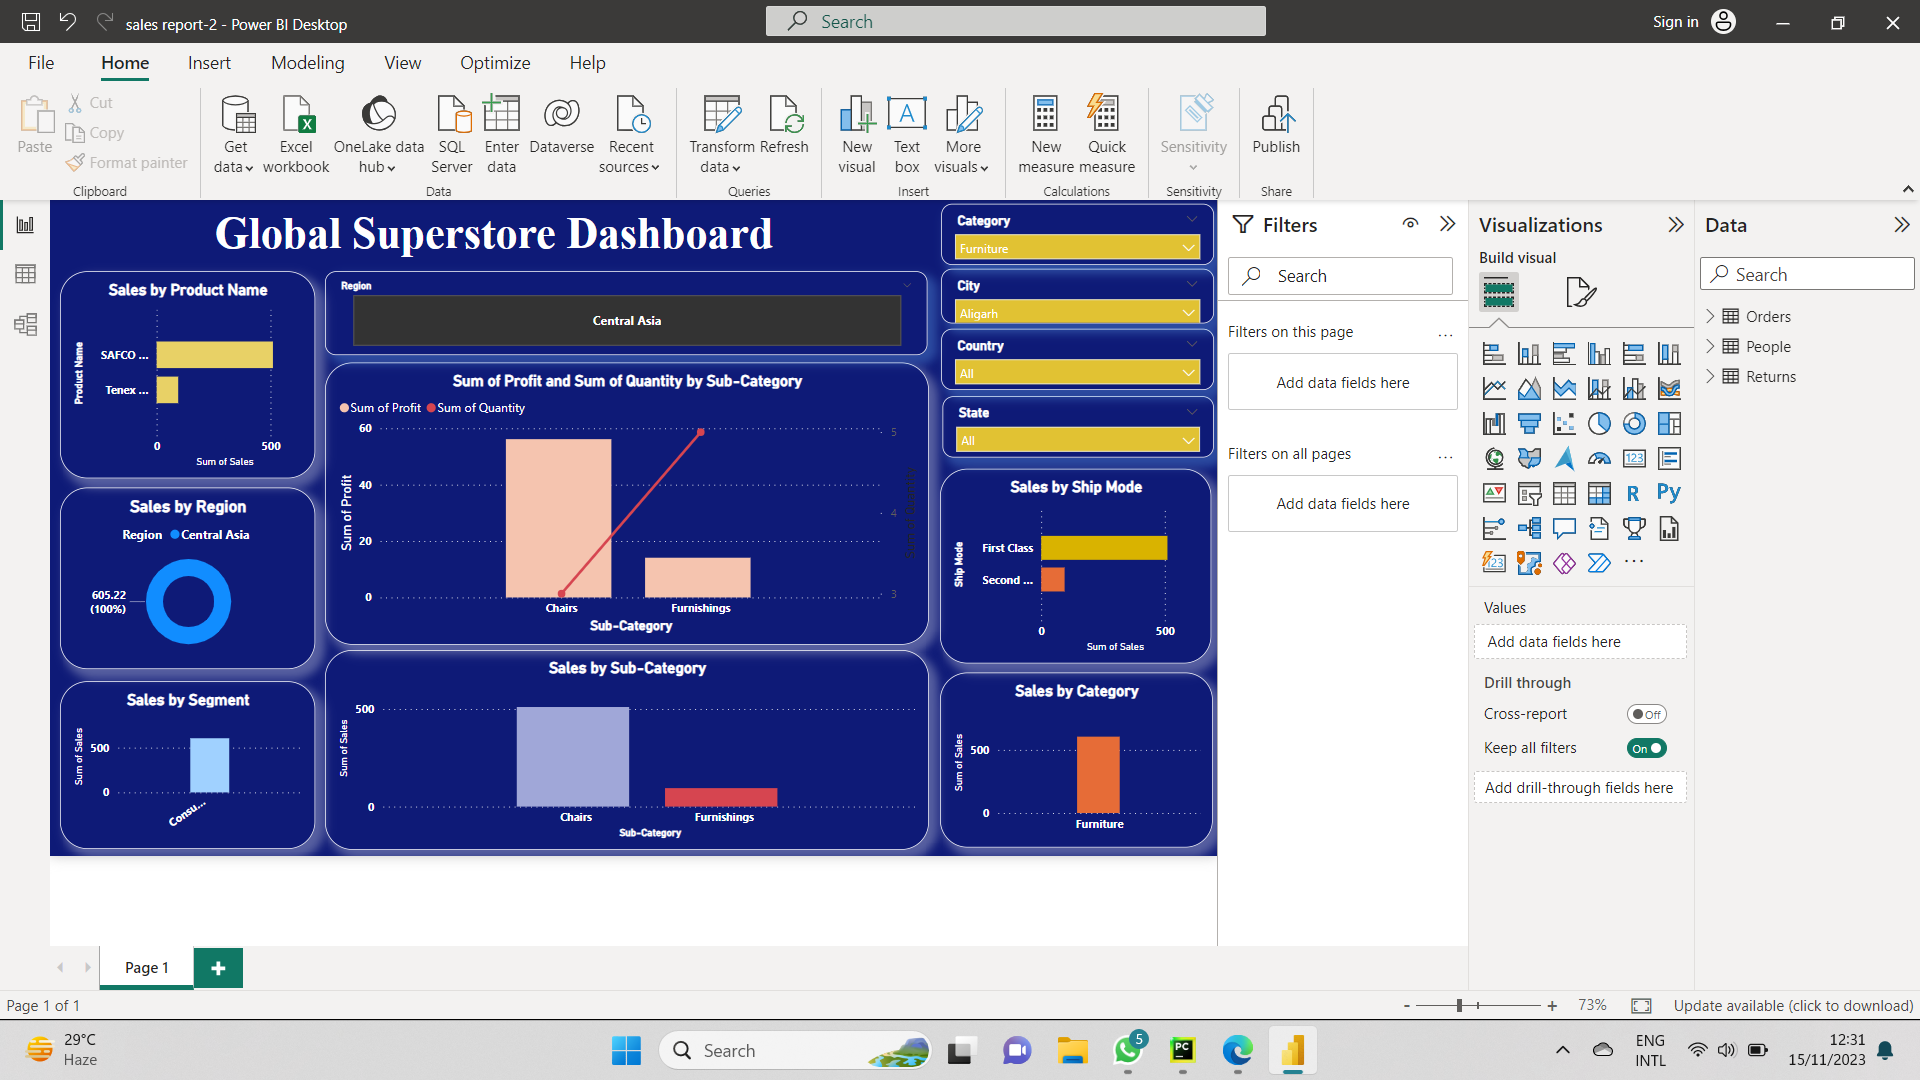 sales report-2 - Power BI Desktop
Search
Sign in
File
Home
Insert
Modeling
View
Optimize
Help
Paste
Cut
Copy
Format painter
Clipboard
Get data
Excel workbook
OneLake data hub
SQL Server
Enter data
Dataverse
Recent sources
Data
Transform data
Refresh
Queries
New visual
Text box
More visuals
Insert
New measure
Quick measure
Calculations
Sensitivity
Sensitivity
Publish
Share
Global Superstore Dashboard
Sales by Product Name
Product Name
SAFCO ...
Tenex ...
0
500
Sum of Sales
Sales by Region
Region
Central Asia
605.22
(100%)
Sales by Segment
Sum of Sales
500
0
Consu...
Region
Central Asia
Sum of Profit and Sum of Quantity by Sub-Category
Sum of Profit
Sum of Quantity
Sum of Profit
60
40
20
0
5
4
3
Sum of Quantity
Chairs
Furnishings
Sub-Category
Sales by Sub-Category
Sum of Sales
500
0
Chairs
Furnishings
Sub-Category
Category
Furniture
City
Aligarh
Country
All
State
All
Sales by Ship Mode
Ship Mode
First Class
Second ...
0
500
Sum of Sales
Sales by Category
Sum of Sales
500
0
Furniture
Filters
Search
Filters on this page
...
Add data fields here
Filters on all pages
...
Add data fields here
Visualizations
Build visual
123
R
Py
123
...
Values
Add data fields here
Drill through
Cross-report
Off
Keep all filters
On
Add drill-through fields here
Data
Search
Orders
People
Returns
Page 1
+
Page 1 of 1
-
+
73%
Update available (click to download)
29°C
Haze
Search
5
PC
ENG
INTL
12:31
15/11/2023